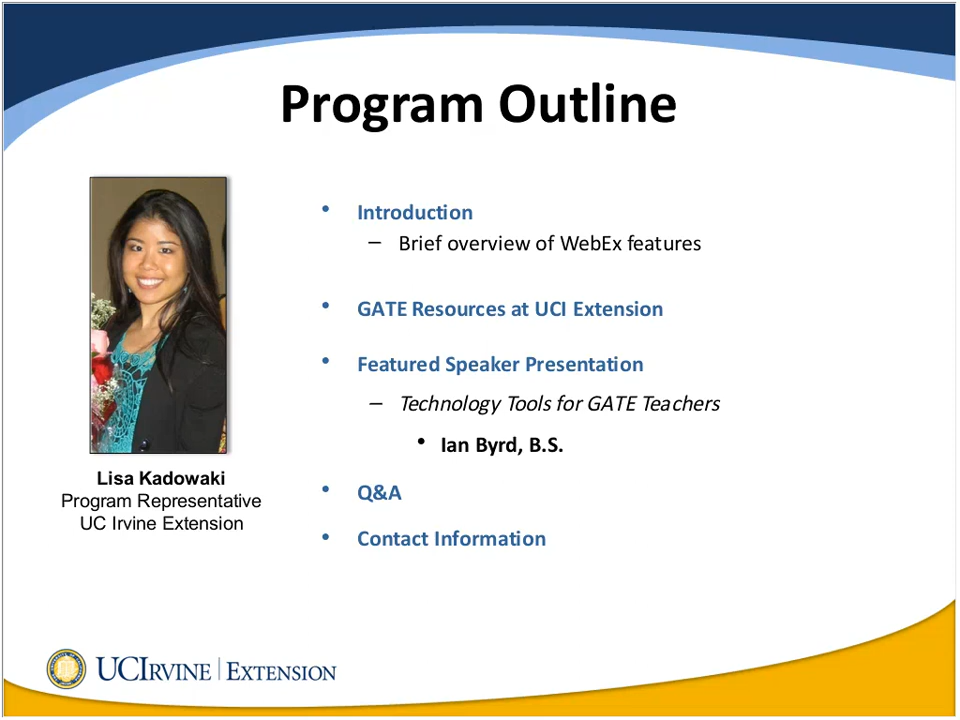 Program Outline
• Introduction
– Brief overview of WebEx features
• GATE Resources at UCI Extension
• Featured Speaker Presentation
– Technology Tools for GATE Teachers
• Ian Byrd, B.S.
• Q&A
• Contact Information
Lisa Kadowaki
Program Representative
UC Irvine Extension
UCIRVINE | EXTENSION